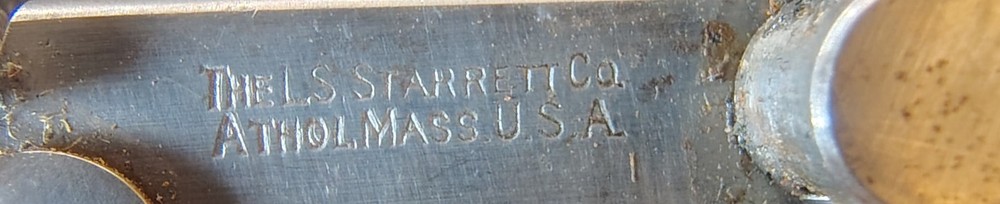 THE L.S. STARRETT CO.
ATHOL, MASS. U.S.A.